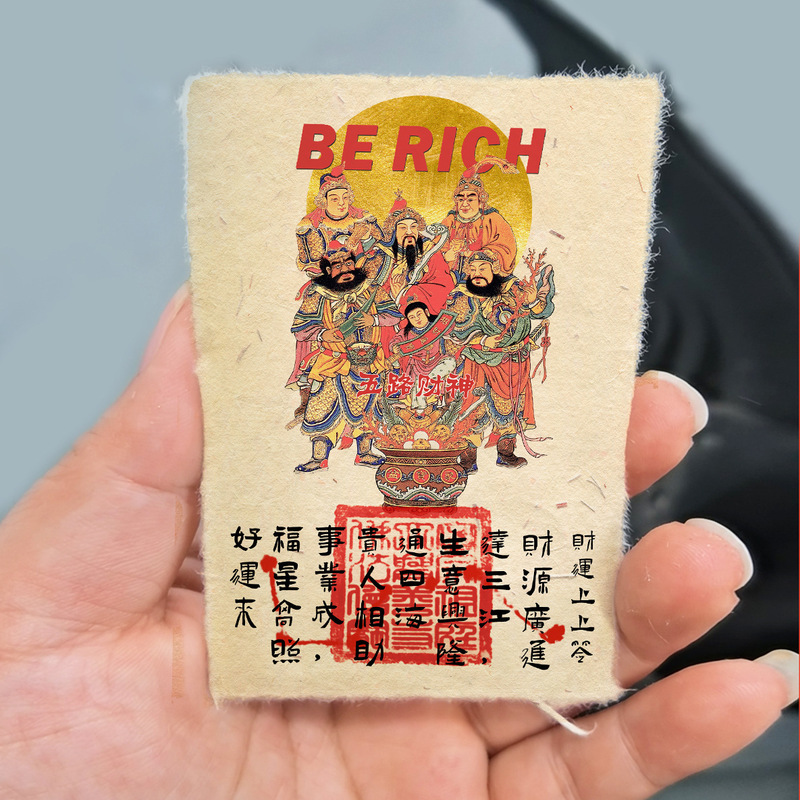 BE RICH
五路财神
財運上上签
財源廣進
達三江,
生意興隆
通四海
貴人相助
事業成,
福星高照
好運來